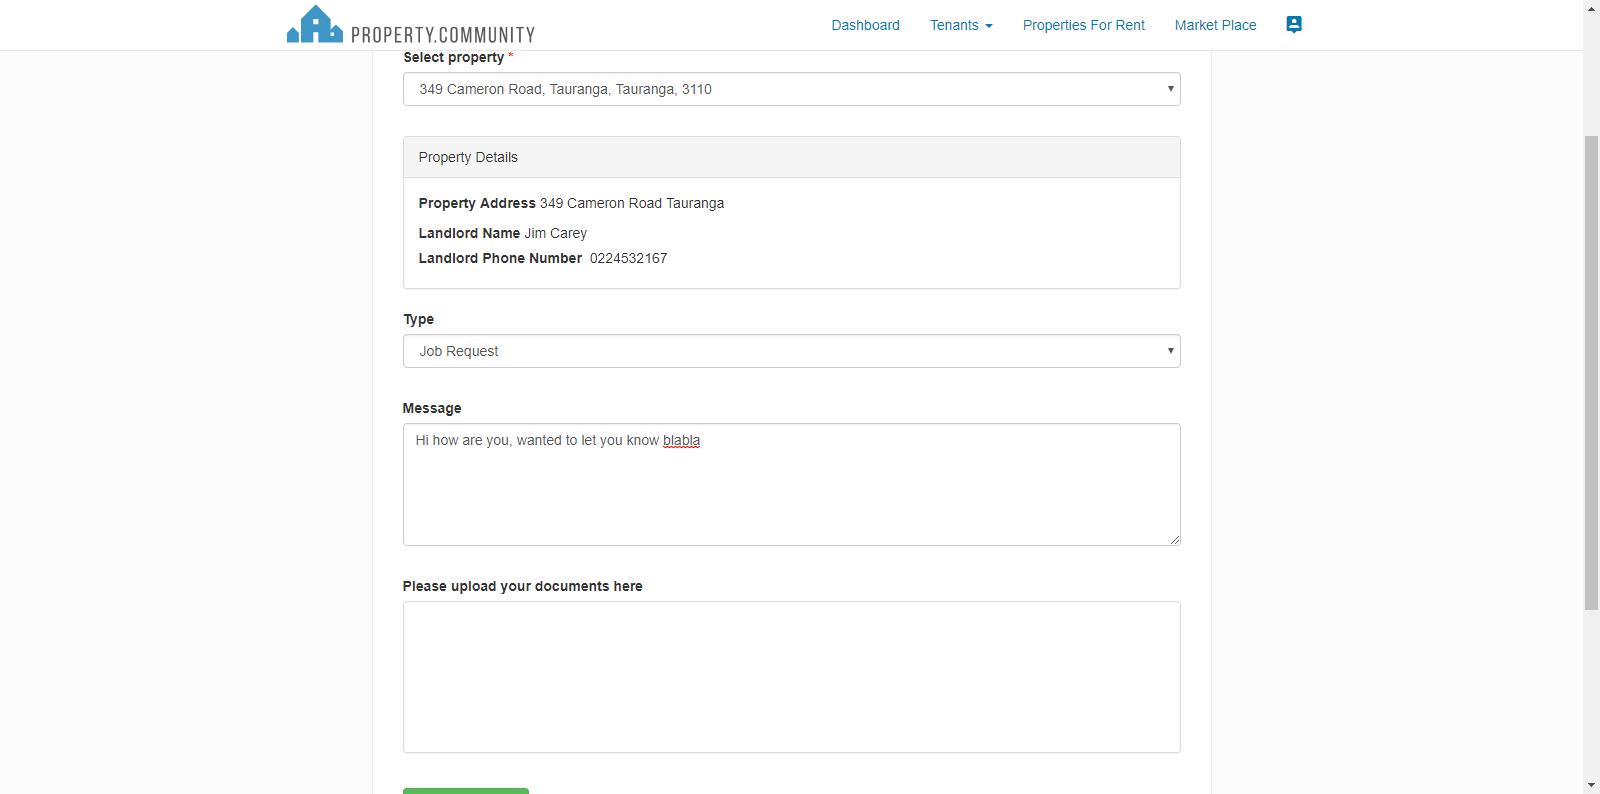 PROPERTY.COMMUNITY
Dashboard Tenants Properties For Rent Market Place
Select property *
349 Cameron Road, Tauranga, Tauranga, 3110
Property Details
Property Address 349 Cameron Road Tauranga
Landlord Name Jim Carey
Landlord Phone Number 0224532167
Type
Job Request
Message
Hi how are you, wanted to let you know blabla
Please upload your documents here